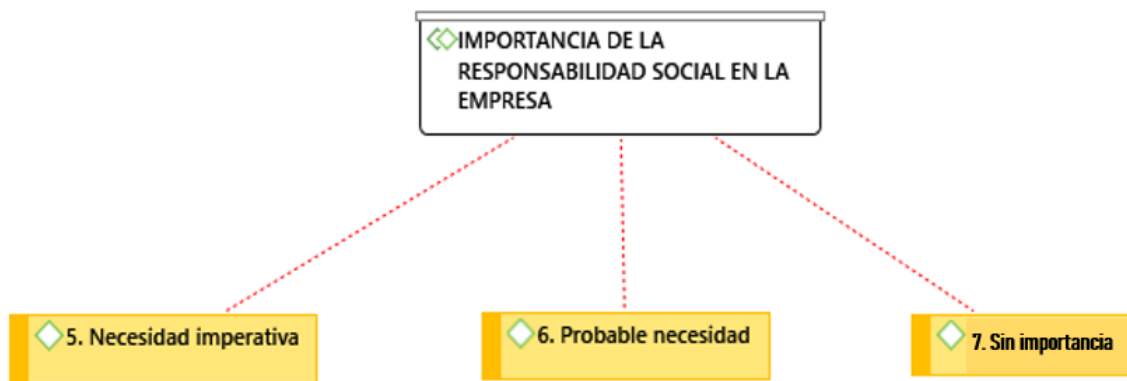 IMPORTANCIA DE LA
RESPONSABILIDAD SOCIAL EN LA
EMPRESA
5. Necesidad imperativa
6. Probable necesidad
7. Sin importancia